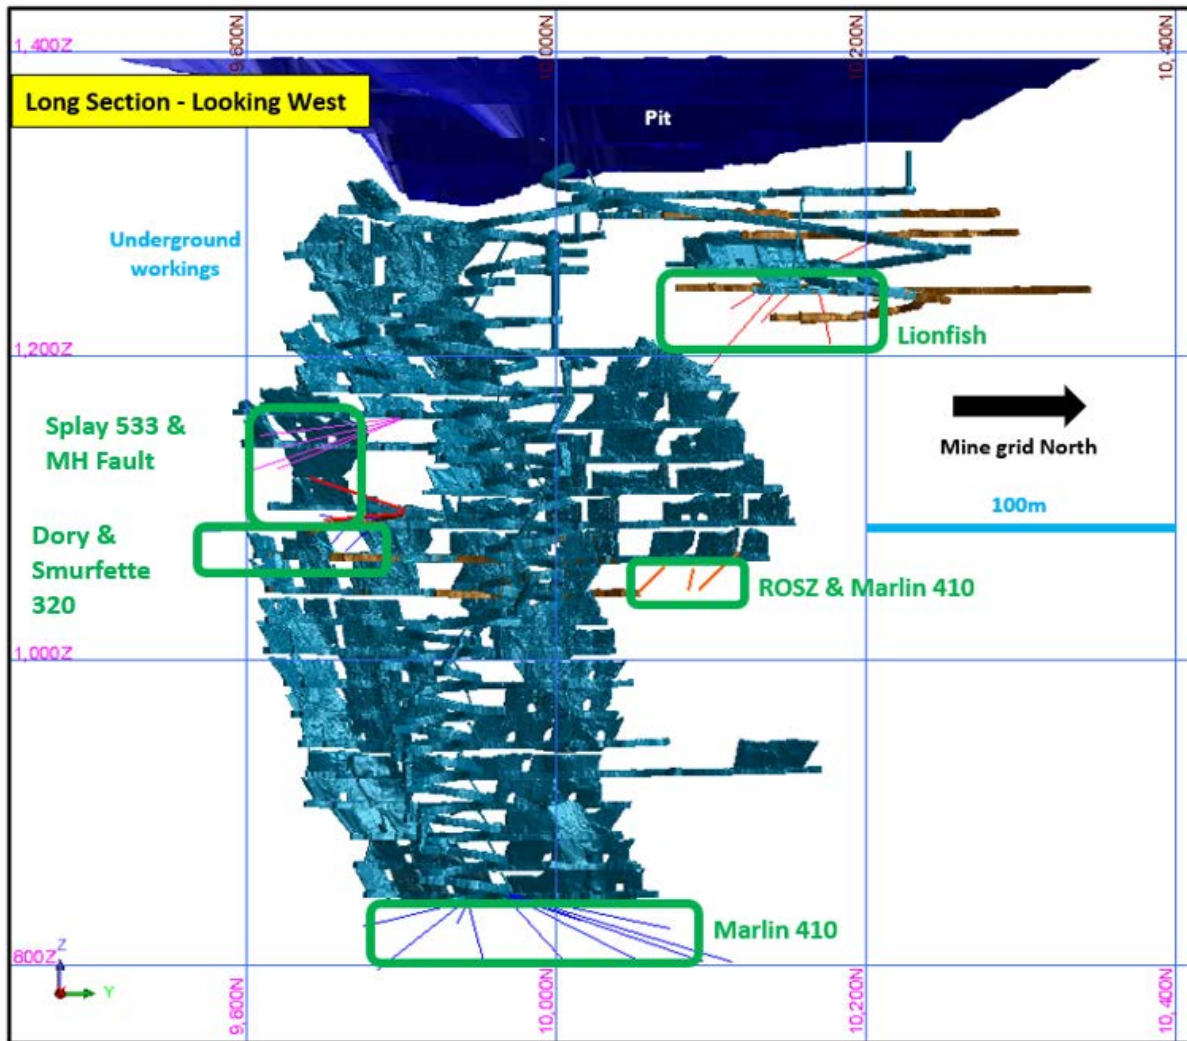 9,800N
10,000N
10,200N
10,400N
1,400Z
Long Section - Looking West
Pit
Underground
workings
Lionfish
1,200Z
Mine grid North
Splay 533 &
MH Fault
100m
Dory &
Smurfette
320
ROSZ & Marlin 410
1,000Z
Marlin 410
800Z
Z
Y
9,800N
10,000N
10,200N
10,400N